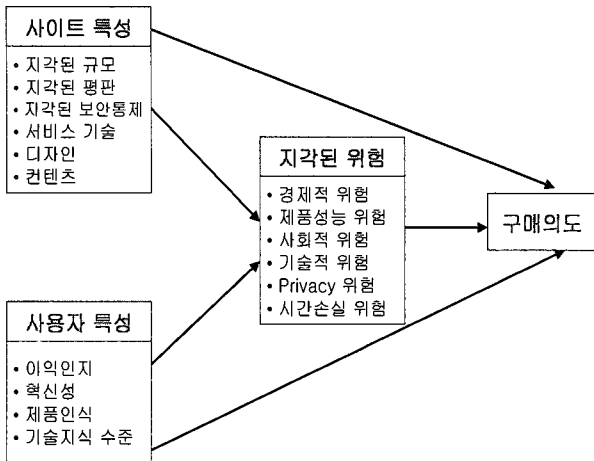 사이트 특성
• 지각된 규모
• 지각된 평판
• 지각된 보안통제
• 서비스 기술
• 디자인
• 컨텐츠
지각된 위험
• 경제적 위험
• 제품성능 위험
• 사회적 위험
• 기술적 위험
• Privacy 위험
• 시간손실 위험
구매의도
사용자 특성
• 이익인지
• 혁신성
• 제품인식
• 기술지식 수준